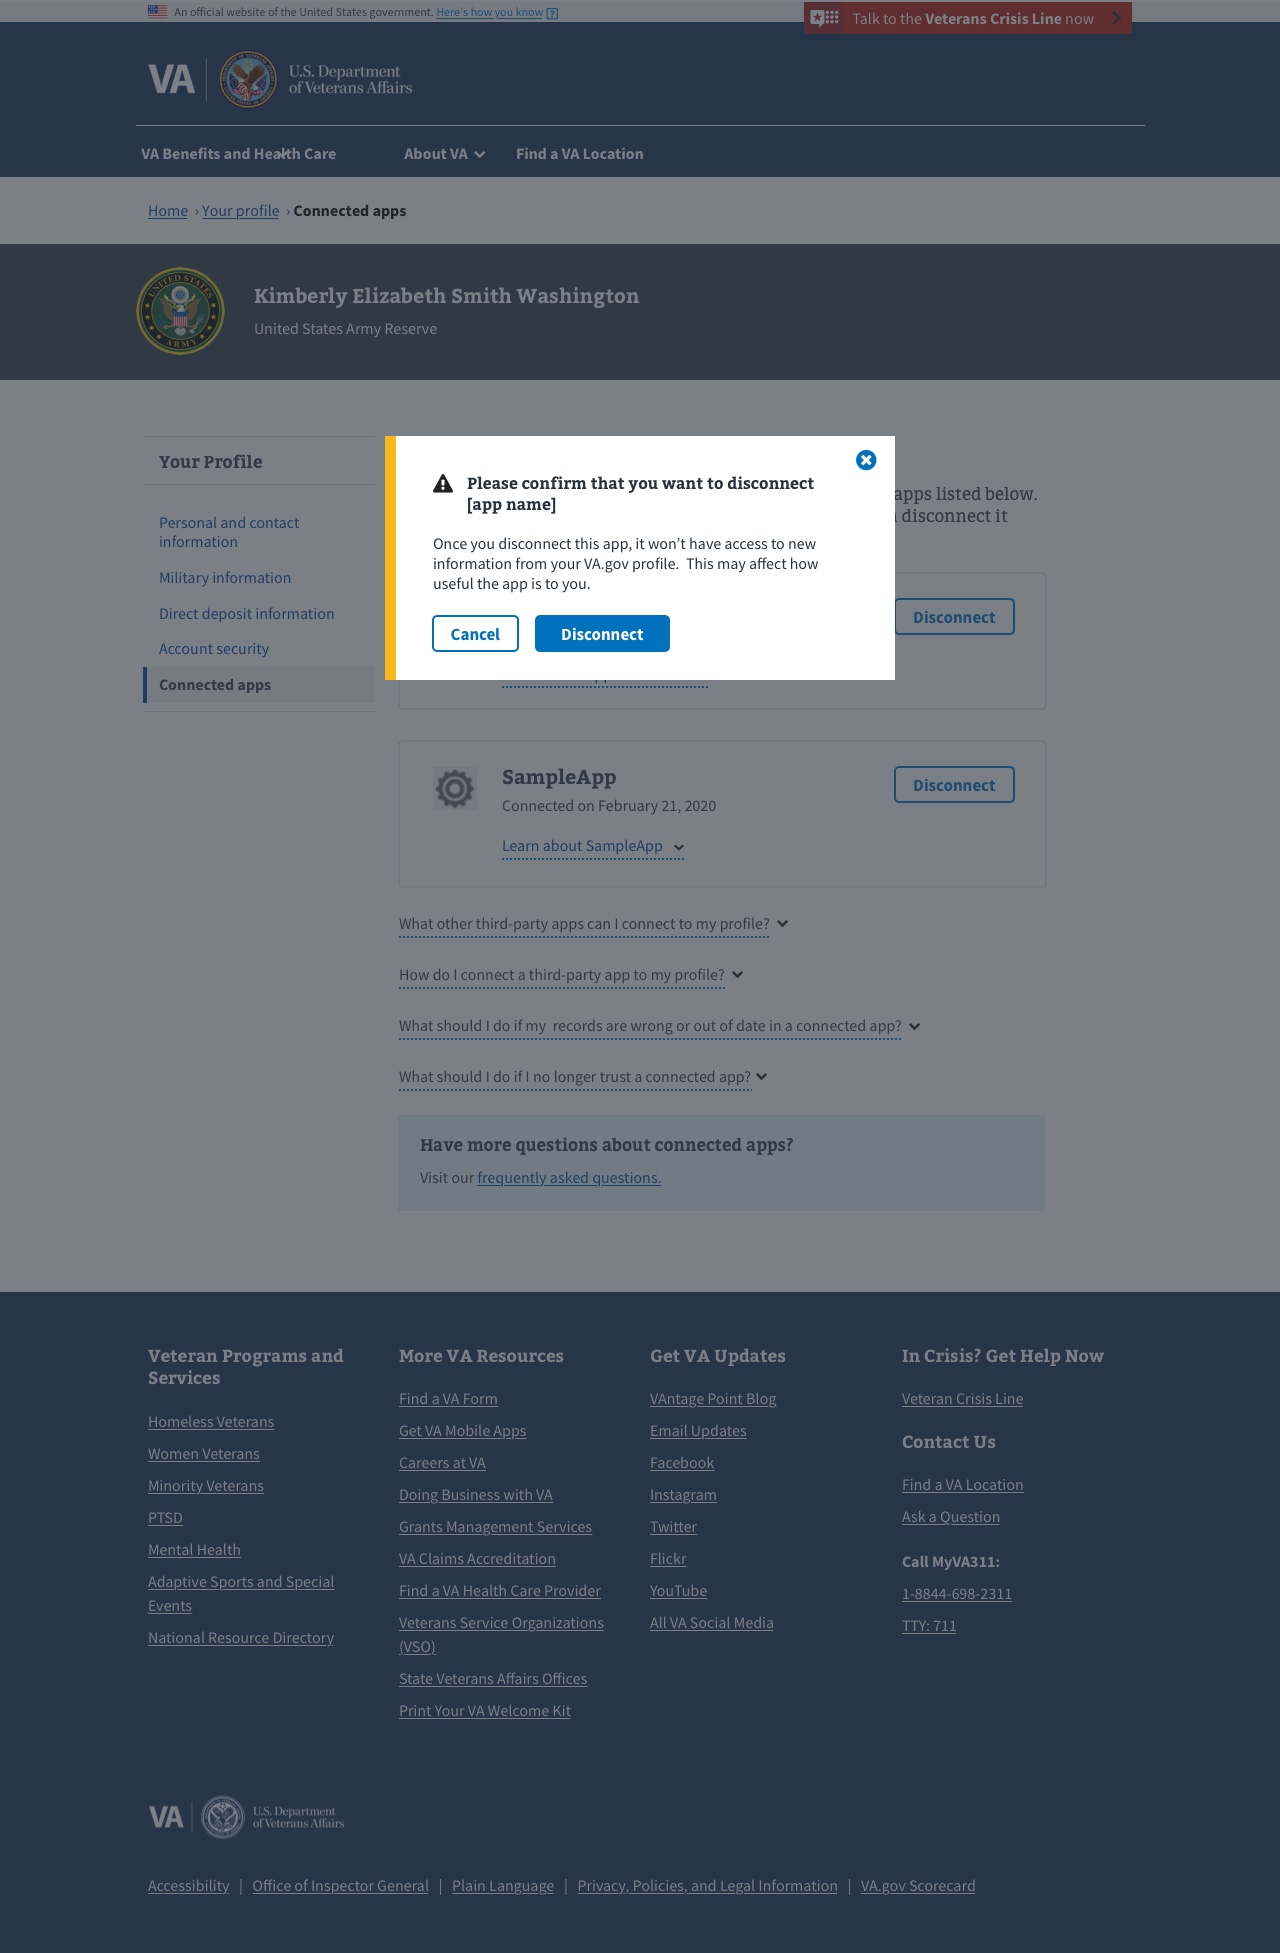 An official website of the United States government. Here's how you know
Talk to the Veterans Crisis Line now
VA
U.S. Department
of Veterans Affairs
VA Benefits and Health Care
About VA
Find a VA Location
Home › Your profile › Connected apps
UNITED STATES
ARMY
Kimberly Elizabeth Smith Washington
United States Army Reserve
Your Profile
Personal and contact
information
Military information
Direct deposit information
Account security
Connected apps
Please confirm that you want to disconnect
[app name]
Once you disconnect this app, it won’t have access to new
information from your VA.gov profile.  This may affect how
useful the app is to you.
Cancel
Disconnect
apps listed below.
disconnect it
Disconnect
SampleApp
Connected on February 21, 2020
Learn about SampleApp
Disconnect
What other third-party apps can I connect to my profile?
How do I connect a third-party app to my profile?
What should I do if my  records are wrong or out of date in a connected app?
What should I do if I no longer trust a connected app?
Have more questions about connected apps?
Visit our frequently asked questions.
Veteran Programs and
Services
Homeless Veterans
Women Veterans
Minority Veterans
PTSD
Mental Health
Adaptive Sports and Special
Events
National Resource Directory
More VA Resources
Find a VA Form
Get VA Mobile Apps
Careers at VA
Doing Business with VA
Grants Management Services
VA Claims Accreditation
Find a VA Health Care Provider
Veterans Service Organizations
(VSO)
State Veterans Affairs Offices
Print Your VA Welcome Kit
Get VA Updates
VAntage Point Blog
Email Updates
Facebook
Instagram
Twitter
Flickr
YouTube
All VA Social Media
In Crisis? Get Help Now
Veteran Crisis Line
Contact Us
Find a VA Location
Ask a Question
Call MyVA311:
1-8844-698-2311
TTY: 711
VA
U.S. Department
of Veterans Affairs
Accessibility | Office of Inspector General | Plain Language | Privacy, Policies, and Legal Information | VA.gov Scorecard